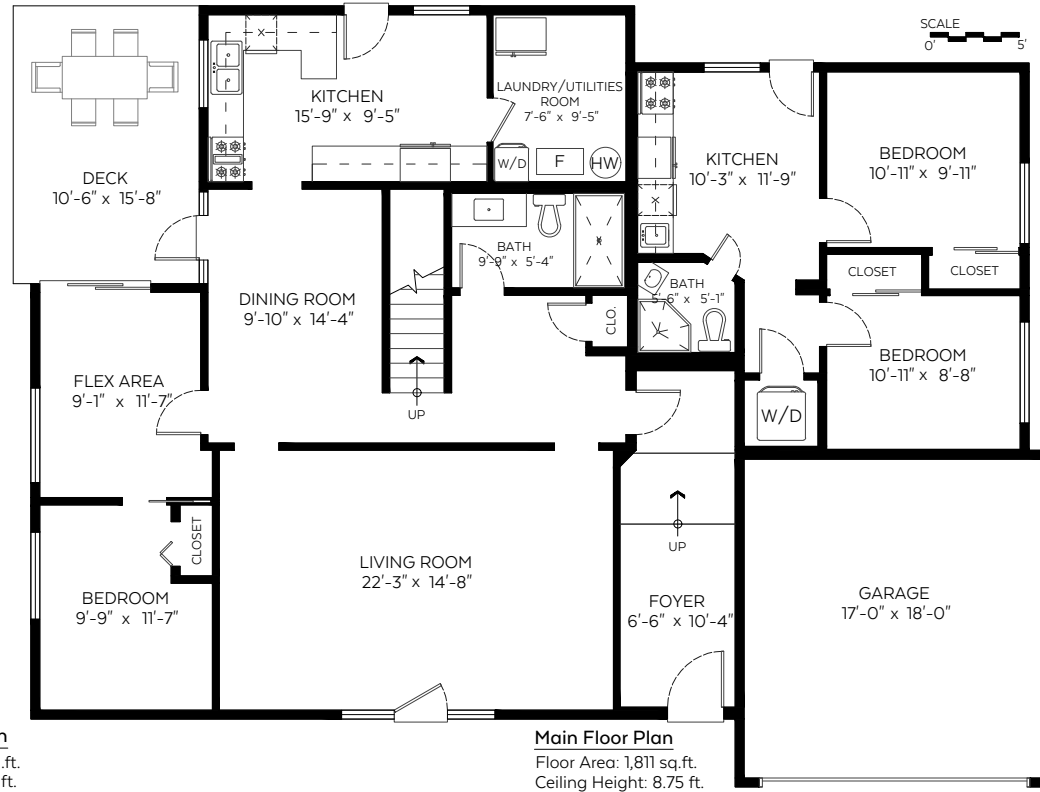 SCALE
0' 5'
KITCHEN
15'-9" x 9'-5"
LAUNDRY/UTILITIES
ROOM
7'-6" x 9'-5"
W/D
F
HW
KITCHEN
10'-3" x 11'-9"
BEDROOM
10'-11" x 9'-11"
DECK
10'-6" x 15'-8"
BATH
9'-9" x 5'-4"
CLOSET
CLOSET
BATH
5'-6" x 5'-1"
DINING ROOM
9'-10" x 14'-4"
CLO.
BEDROOM
10'-11" x 8'-8"
FLEX AREA
9'-1" x 11'-7"
UP
W/D
CLOSET
UP
LIVING ROOM
22'-3" x 14'-8"
BEDROOM
9'-9" x 11'-7"
FOYER
6'-6" x 10'-4"
GARAGE
17'-0" x 18'-0"
Main Floor Plan
Floor Area: 1,811 sq.ft.
Ceiling Height: 8.75 ft.
.ft.
ft.